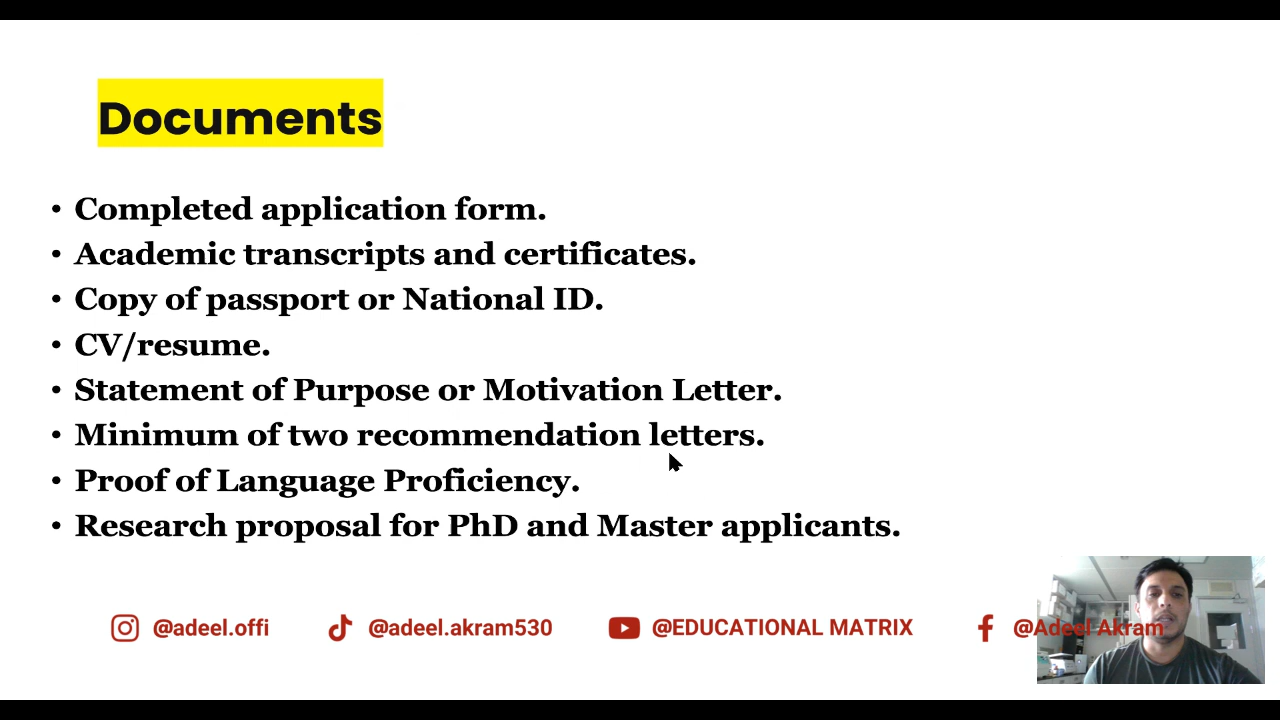 Documents
• Completed application form.
• Academic transcripts and certificates.
• Copy of passport or National ID.
• CV/resume.
• Statement of Purpose or Motivation Letter.
• Minimum of two recommendation letters.
• Proof of Language Proficiency.
• Research proposal for PhD and Master applicants.
@adeel.offi @adeel.akram530 @EDUCATIONAL MATRIX @Adeel Akram